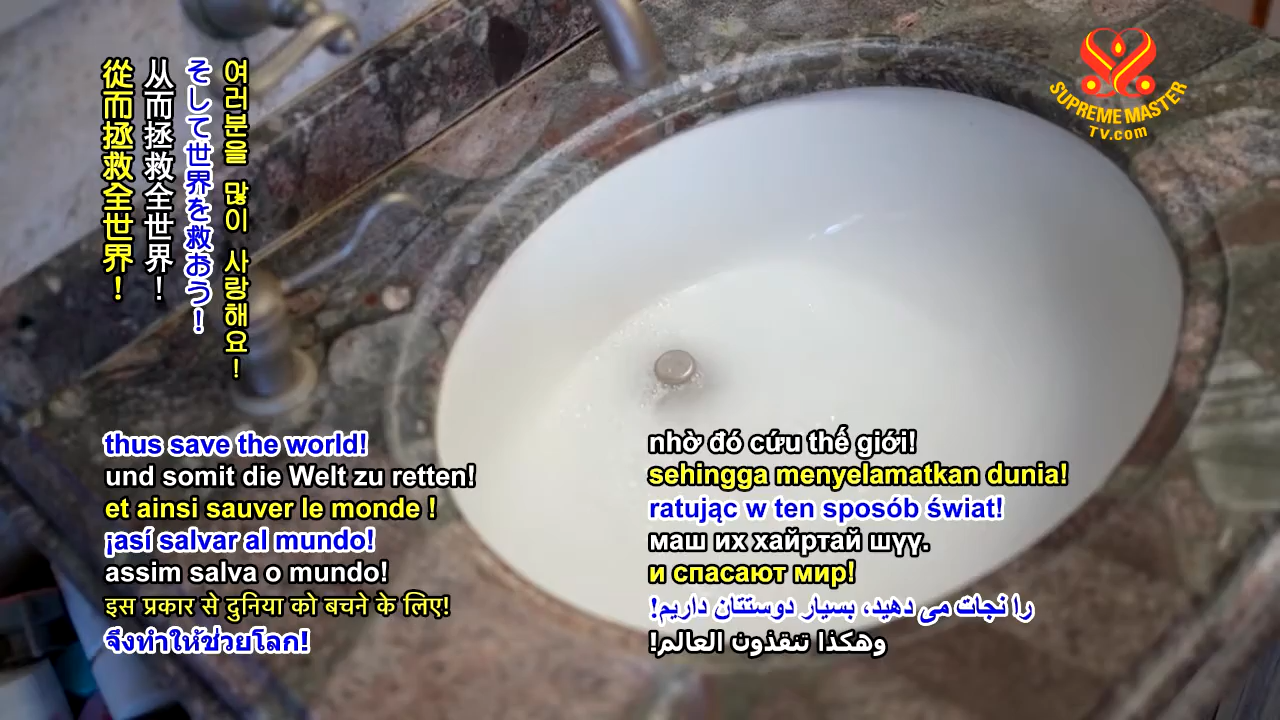 SUPREME MASTER
TV.com
從而拯救全世界！
从而拯救全世界！
そして世界を救おう！
여러분을 많이 사랑해요！
thus save the world!
und somit die Welt zu retten!
et ainsi sauver le monde !
¡así salvar al mundo!
assim salva o mundo!
इस प्रकार से दुनिया को बचने के लिए!
จึงทำให้ช่วยโลก!
nhờ đó cứu thế giới!
sehingga menyelamatkan dunia!
ratując w ten sposób świat!
маш их хайртай шүү.
и спасают мир!
را نجات می دهید، بسیار دوستتان داریم!
وهكذا تنقذون العالم!